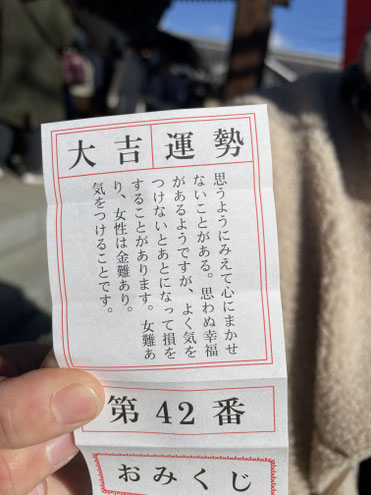 大吉運勢
思うようにみえて心にまかせ
ないことがある。思わぬ幸福
があるようですが、よく気を
つけないとあとになって損を
することがあります。女難あ
り、女性は金難あり。
気をつけることです。
第42番
おみくじ